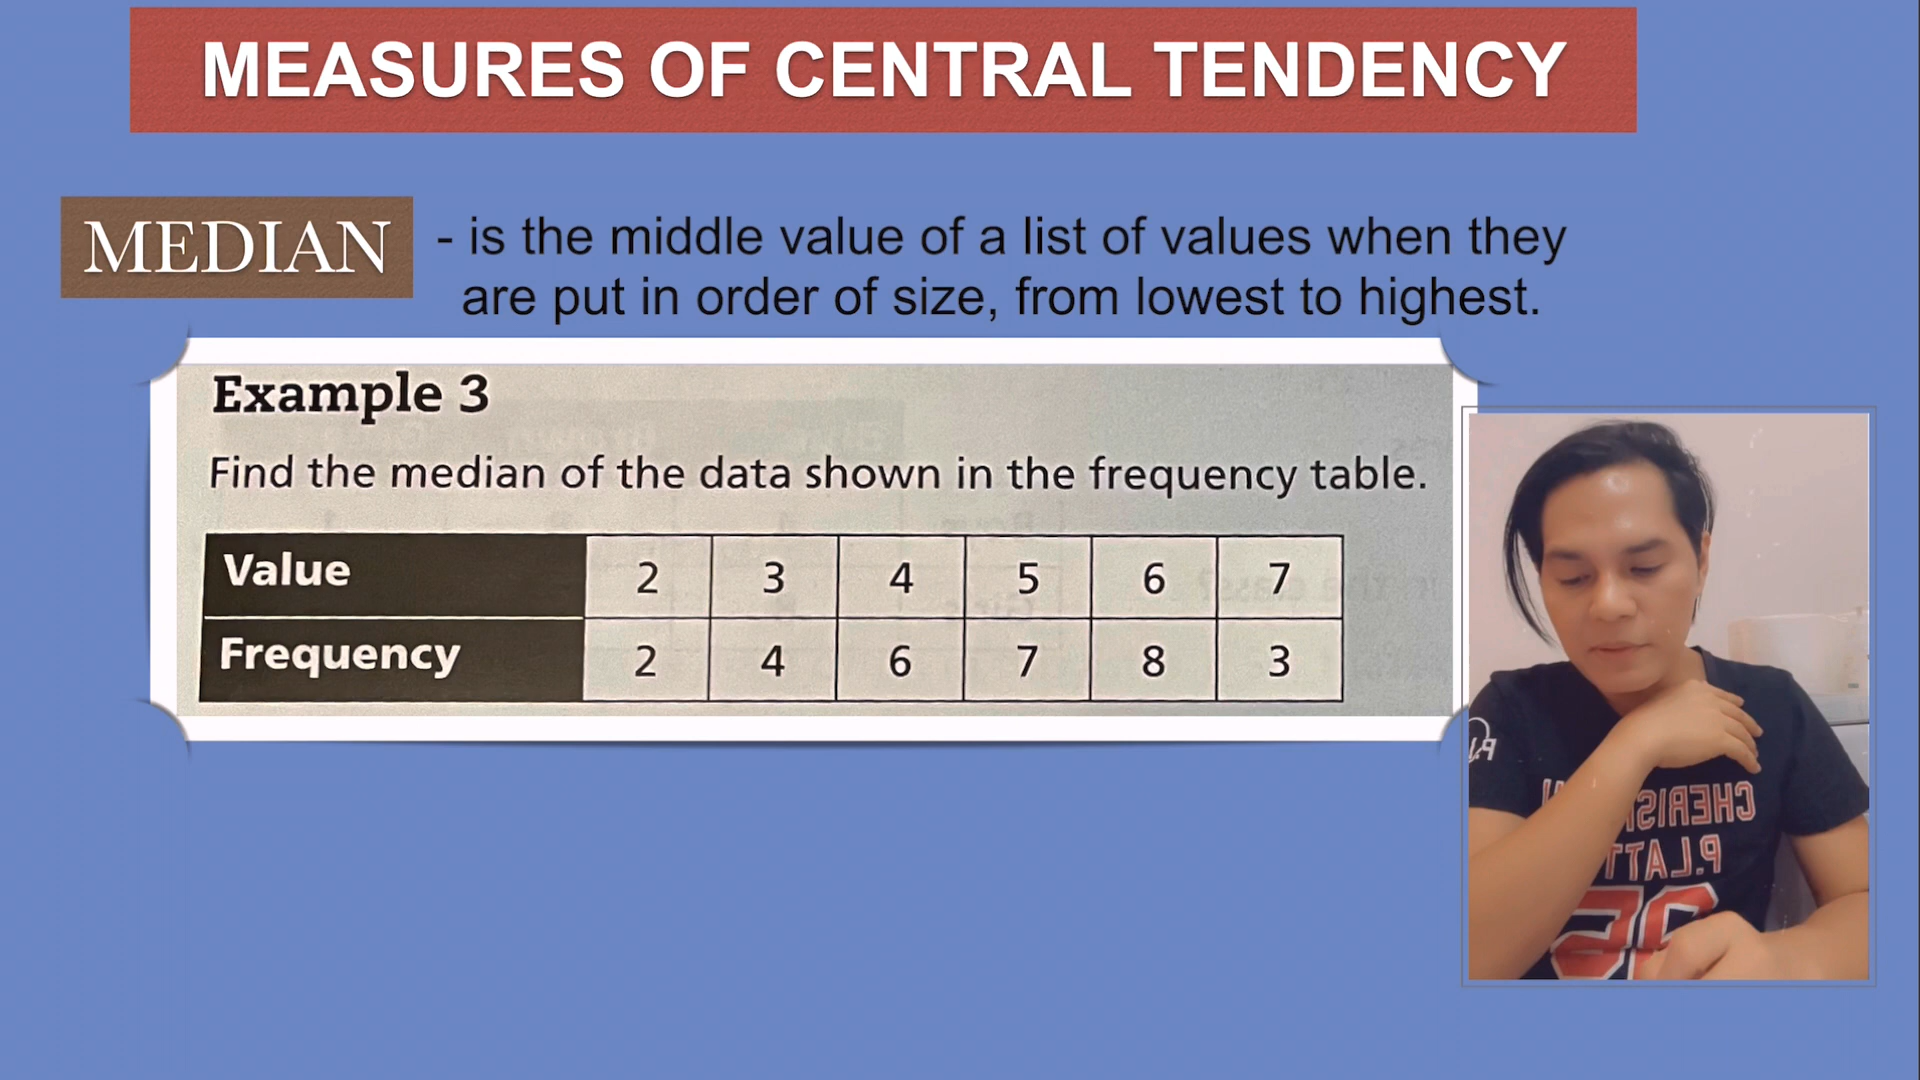 MEASURES OF CENTRAL TENDENCY
MEDIAN
- is the middle value of a list of values when they
are put in order of size, from lowest to highest.
Example 3
Find the median of the data shown in the frequency table.
Value 2 3 4 5 6 7
Frequency 2 4 6 7 8 3
CHERIS
P.LATT